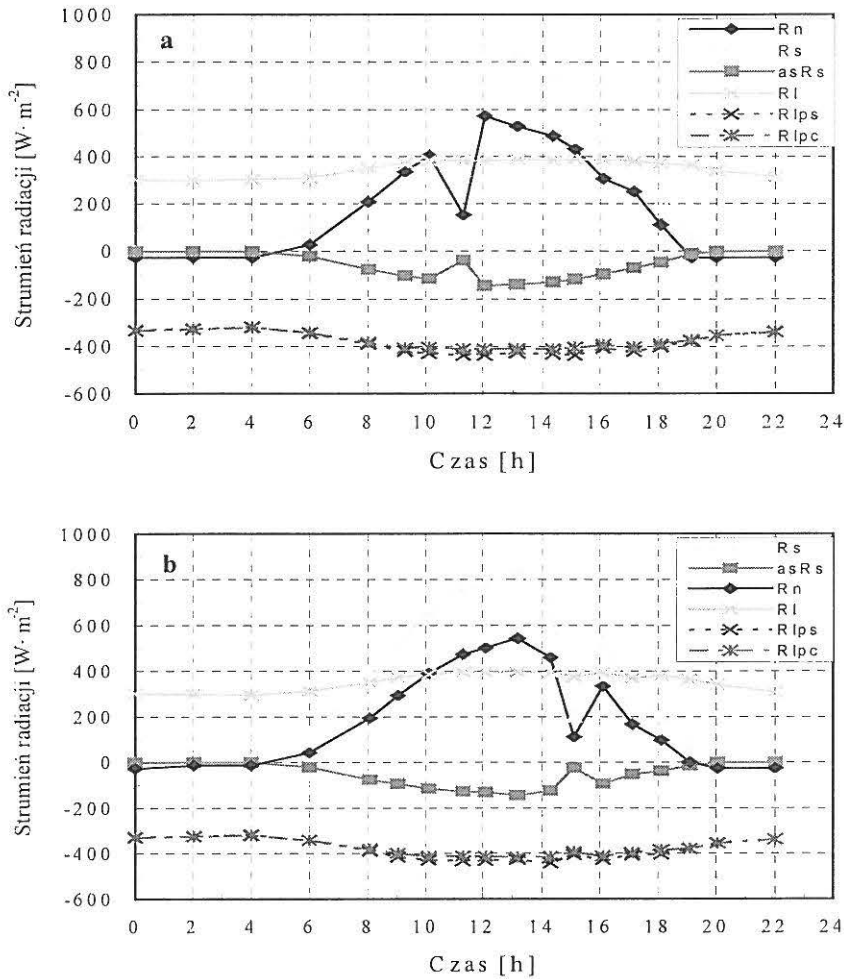 1000
800
600
400
200
0
-200
-400
-600
Strumień radiacji [W· m⁻²]
a
Rn
Rs
asRs
Rl
Rlps
Rlpc
0 2 4 6 8 10 12 14 16 18 20 22 24
Czas [h]
1000
800
600
400
200
0
-200
-400
-600
Strumień radiacji [W· m⁻²]
b
Rs
asRs
Rn
Rl
Rlps
Rlpc
0 2 4 6 8 10 12 14 16 18 20 22 24
Czas [h]